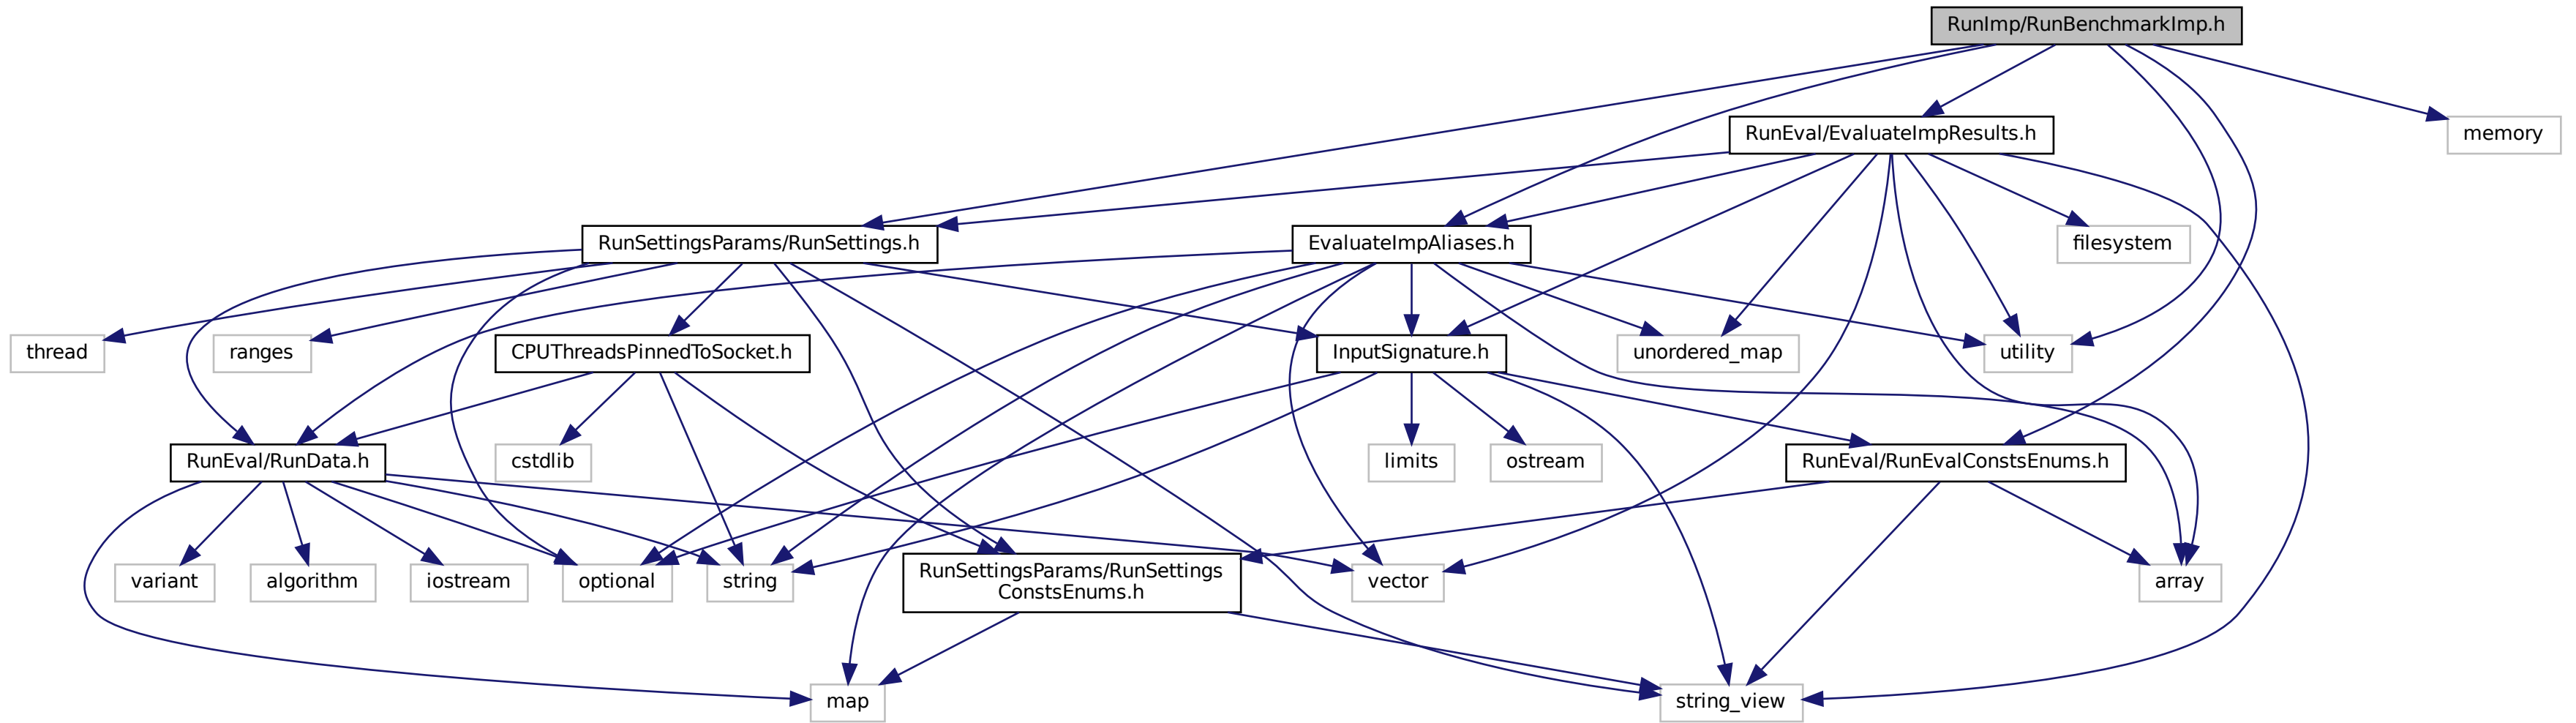 RunImp/RunBenchmarkImp.h
RunEval/EvaluateImpResults.h
memory
RunSettingsParams/RunSettings.h
EvaluateImpAliases.h
filesystem
thread
ranges
CPUThreadsPinnedToSocket.h
InputSignature.h
unordered_map
utility
RunEval/RunData.h
cstdlib
limits
ostream
RunEval/RunEvalConstsEnums.h
variant
algorithm
iostream
optional
string
RunSettingsParams/RunSettings
ConstsEnums.h
vector
array
map
string_view